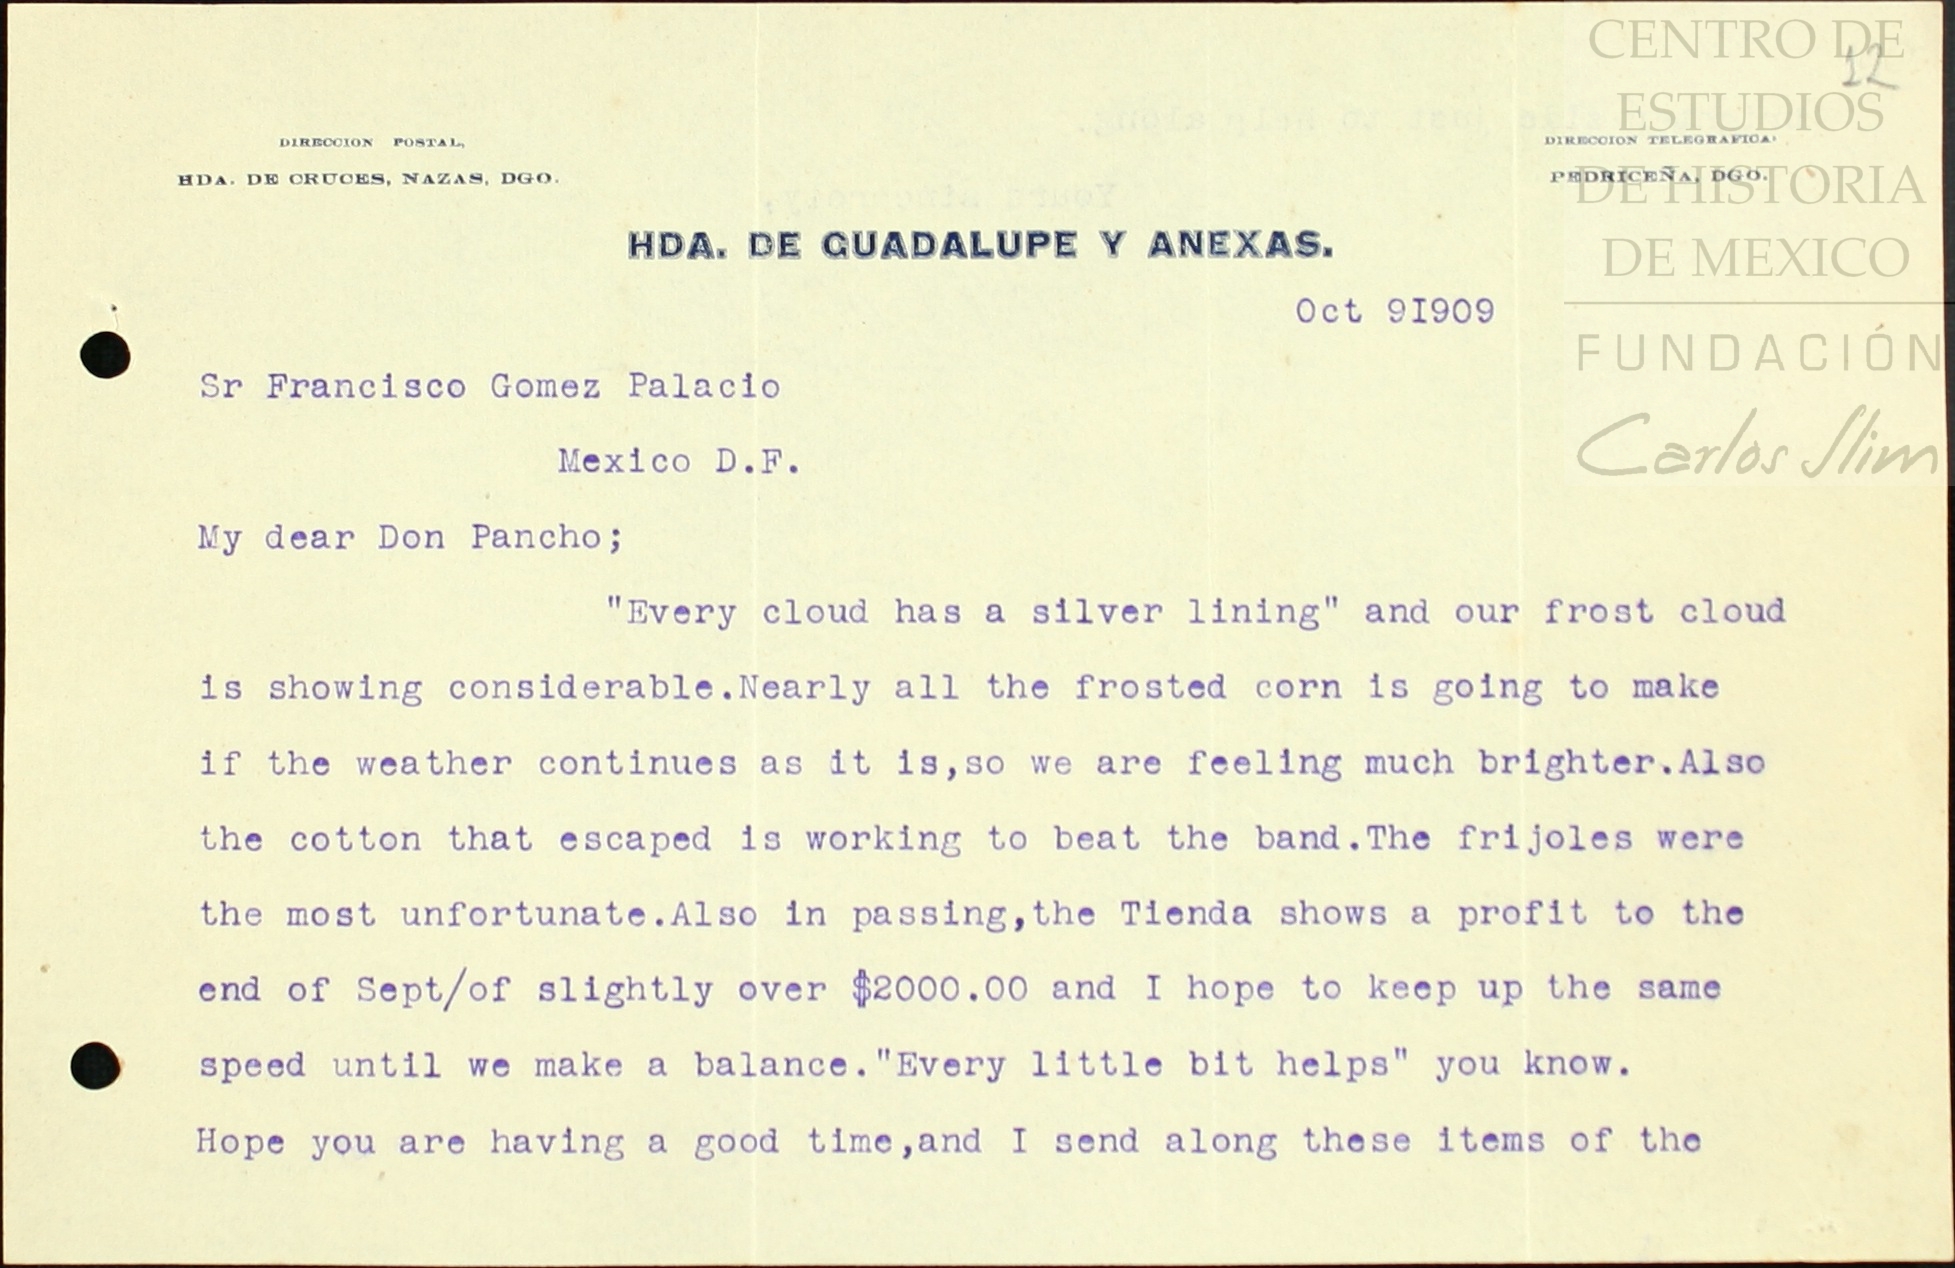 12
DIRECCION POSTAL,
HDA. DE CRUCES, NAZAS, DGO.
DIRECCION TELEGRAFICA:
PEDRICEÑA, DGO.
HDA. DE GUADALUPE Y ANEXAS.
Oct 9I909
Sr Francisco Gomez Palacio
Mexico D.F.
My dear Don Pancho;
"Every cloud has a silver lining" and our frost cloud
is showing considerable.Nearly all the frosted corn is going to make
if the weather continues as it is,so we are feeling much brighter.Also
the cotton that escaped is working to beat the band.The frijoles were
the most unfortunate.Also in passing,the Tienda shows a profit to the
end of Sept/of slightly over $2000.00 and I hope to keep up the same
speed until we make a balance."Every little bit helps" you know.
Hope you are having a good time,and I send along these items of the
CENTRO DE
ESTUDIOS
DE HISTORIA
DE MEXICO
FUNDACIÓN
Carlos Slim